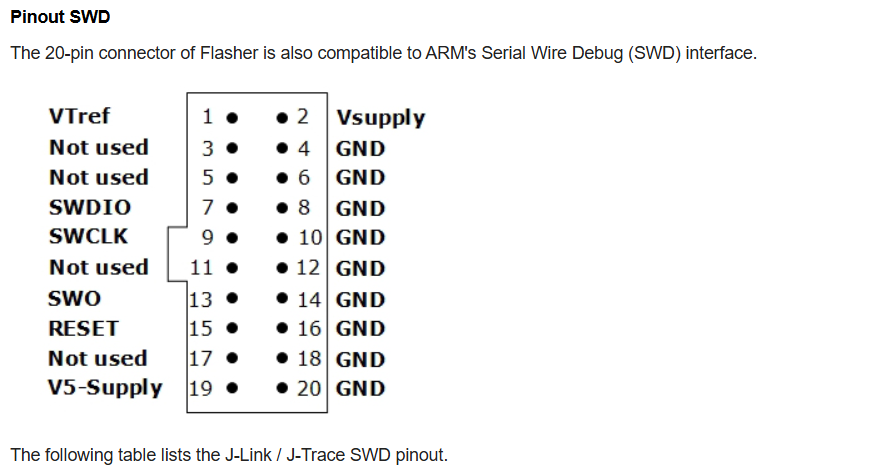 Pinout SWD
The 20-pin connector of Flasher is also compatible to ARM's Serial Wire Debug (SWD) interface.
VTref 1 2 Vsupply
Not used 3 4 GND
Not used 5 6 GND
SWDIO 7 8 GND
SWCLK 9 10 GND
Not used 11 12 GND
SWO 13 14 GND
RESET 15 16 GND
Not used 17 18 GND
V5-Supply 19 20 GND
The following table lists the J-Link / J-Trace SWD pinout.